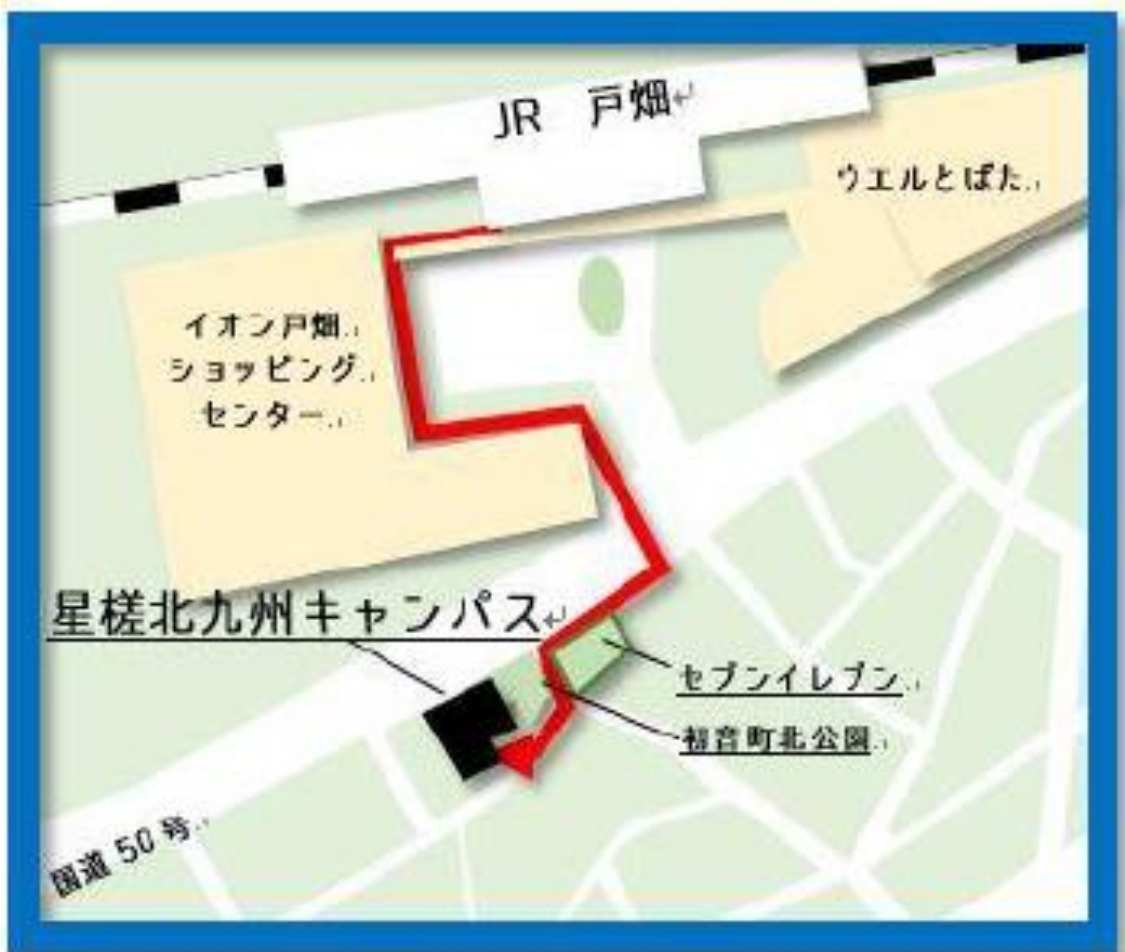 JR 戸畑
ウエルとばた
イオン戸畑
ショッピング
センター
星槎北九州キャンパス
セブンイレブン
初音町北公園
国道 50 号